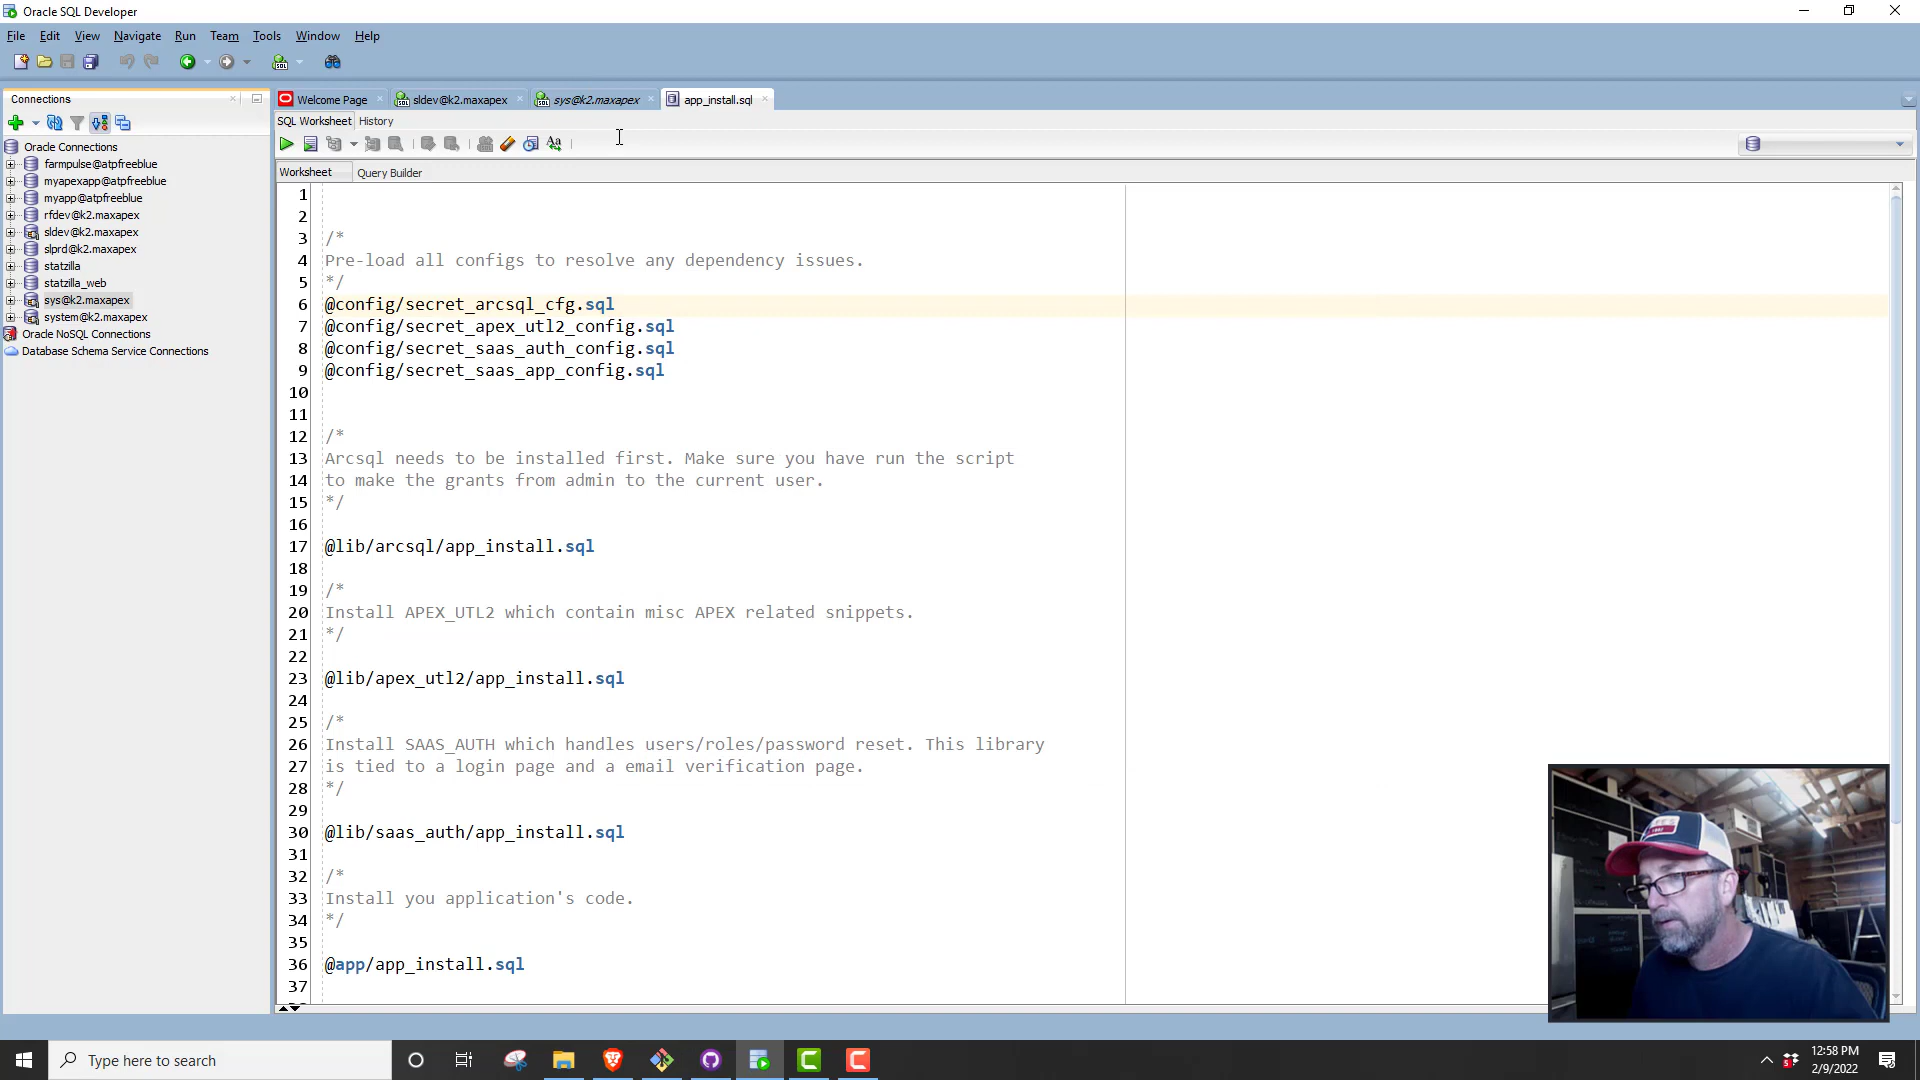 Oracle SQL Developer
File Edit View Navigate Run Team Tools Window Help
Connections
Oracle Connections
farmpulse@atpfreeblue
myapexapp@atpfreeblue
myapp@atpfreeblue
rfdev@k2.maxapex
sldev@k2.maxapex
slprd@k2.maxapex
statzilla
statzilla_web
sys@k2.maxapex
system@k2.maxapex
Oracle NoSQL Connections
Database Schema Service Connections
Welcome Page sldev@k2.maxapex sys@k2.maxapex app_install.sql
SQL Worksheet History
Worksheet Query Builder
1
2
3 /*
4 Pre-load all configs to resolve any dependency issues.
5 */
6 @config/secret_arcsql_cfg.sql
7 @config/secret_apex_utl2_config.sql
8 @config/secret_saas_auth_config.sql
9 @config/secret_saas_app_config.sql
10
11
12 /*
13 Arcsql needs to be installed first. Make sure you have run the script
14 to make the grants from admin to the current user.
15 */
16
17 @lib/arcsql/app_install.sql
18
19 /*
20 Install APEX_UTL2 which contain misc APEX related snippets.
21 */
22
23 @lib/apex_utl2/app_install.sql
24
25 /*
26 Install SAAS_AUTH which handles users/roles/password reset. This library
27 is tied to a login page and a email verification page.
28 */
29
30 @lib/saas_auth/app_install.sql
31
32 /*
33 Install you application's code.
34 */
35
36 @app/app_install.sql
37
Type here to search
12:58 PM
2/9/2022